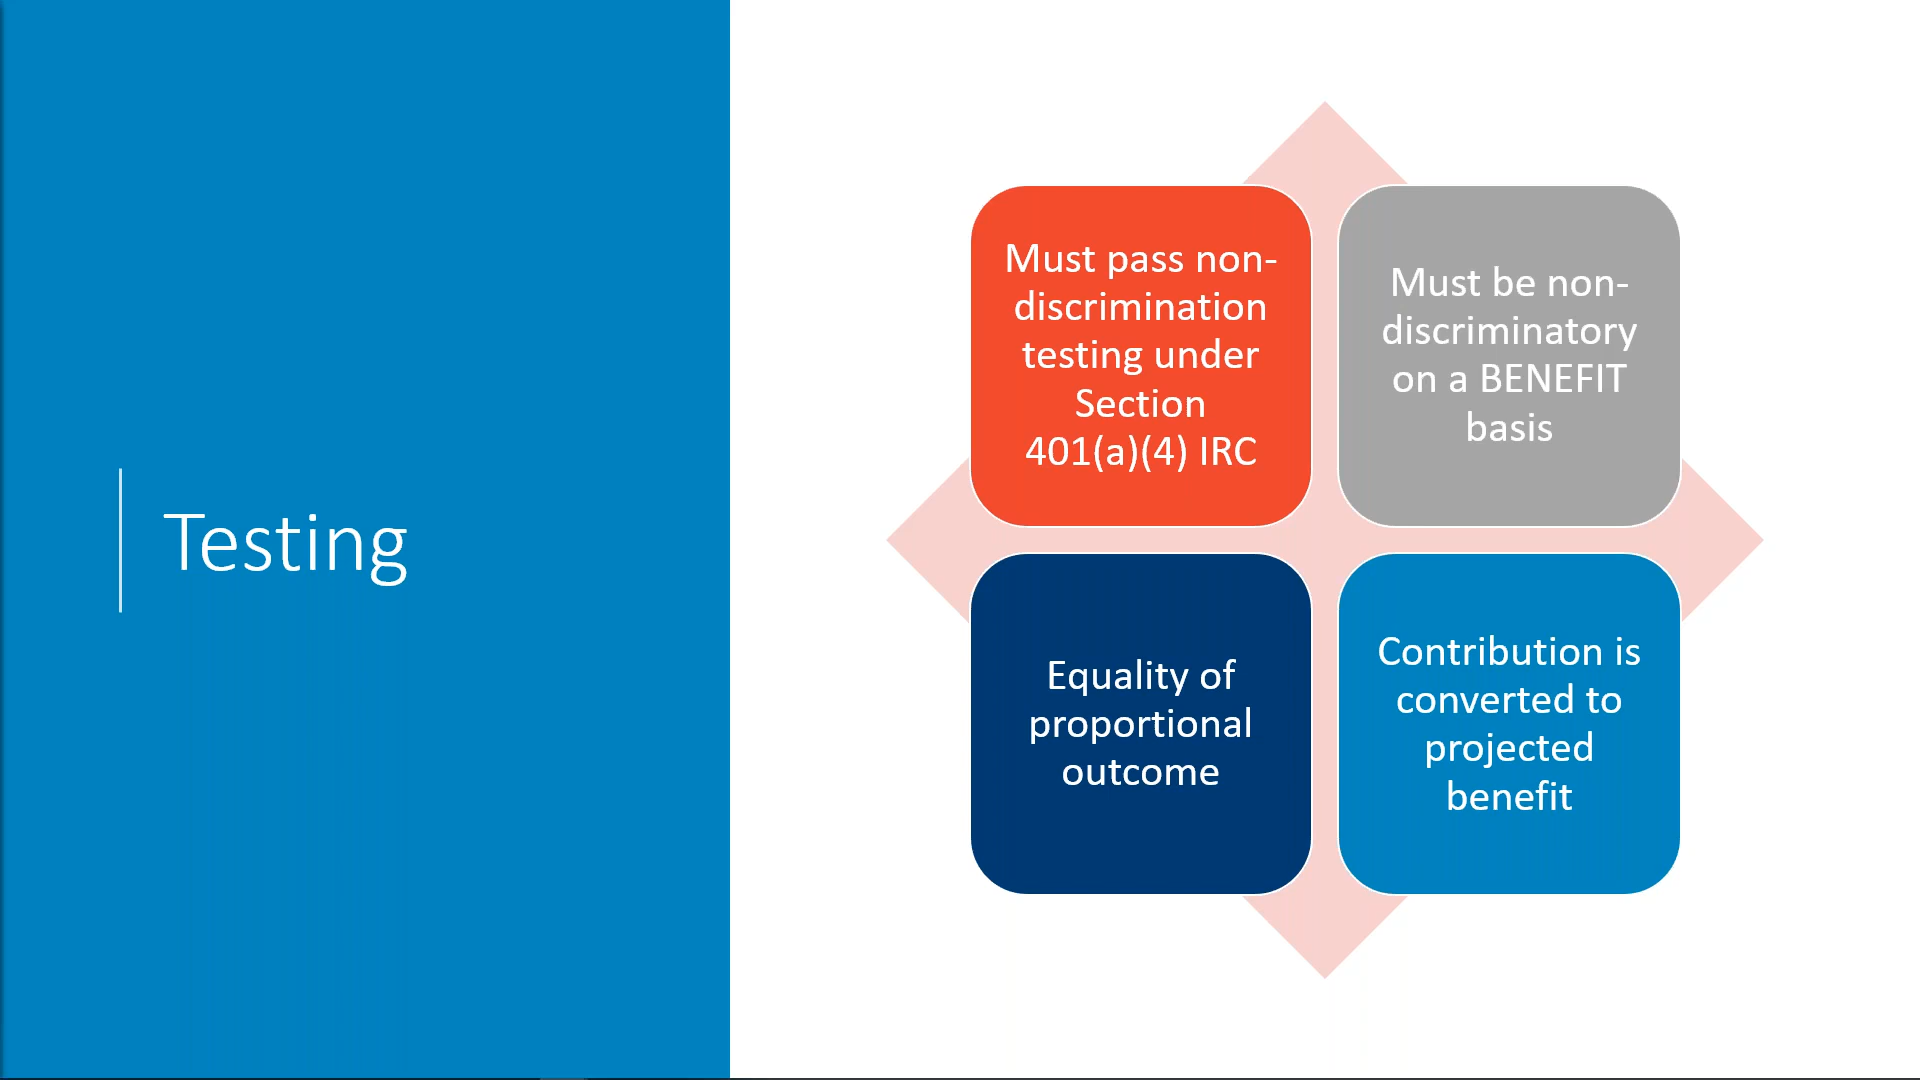 Testing
Must pass non-
discrimination
testing under
Section
401(a)(4) IRC
Must be non-
discriminatory
on a BENEFIT
basis
Equality of
proportional
outcome
Contribution is
converted to
projected
benefit